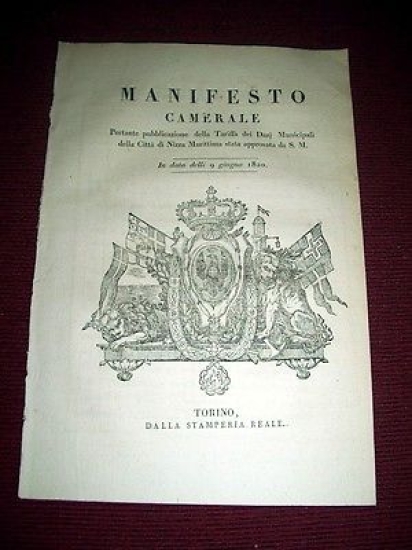 MANIFESTO
CAMERALE
Portante pubblicazione della Tariffa dei Dazj Municipali
della Città di Nizza Marittima stata approvata da S. M.
In data delli 9 giugno 1820.
TORINO,
DALLA STAMPERIA REALE.